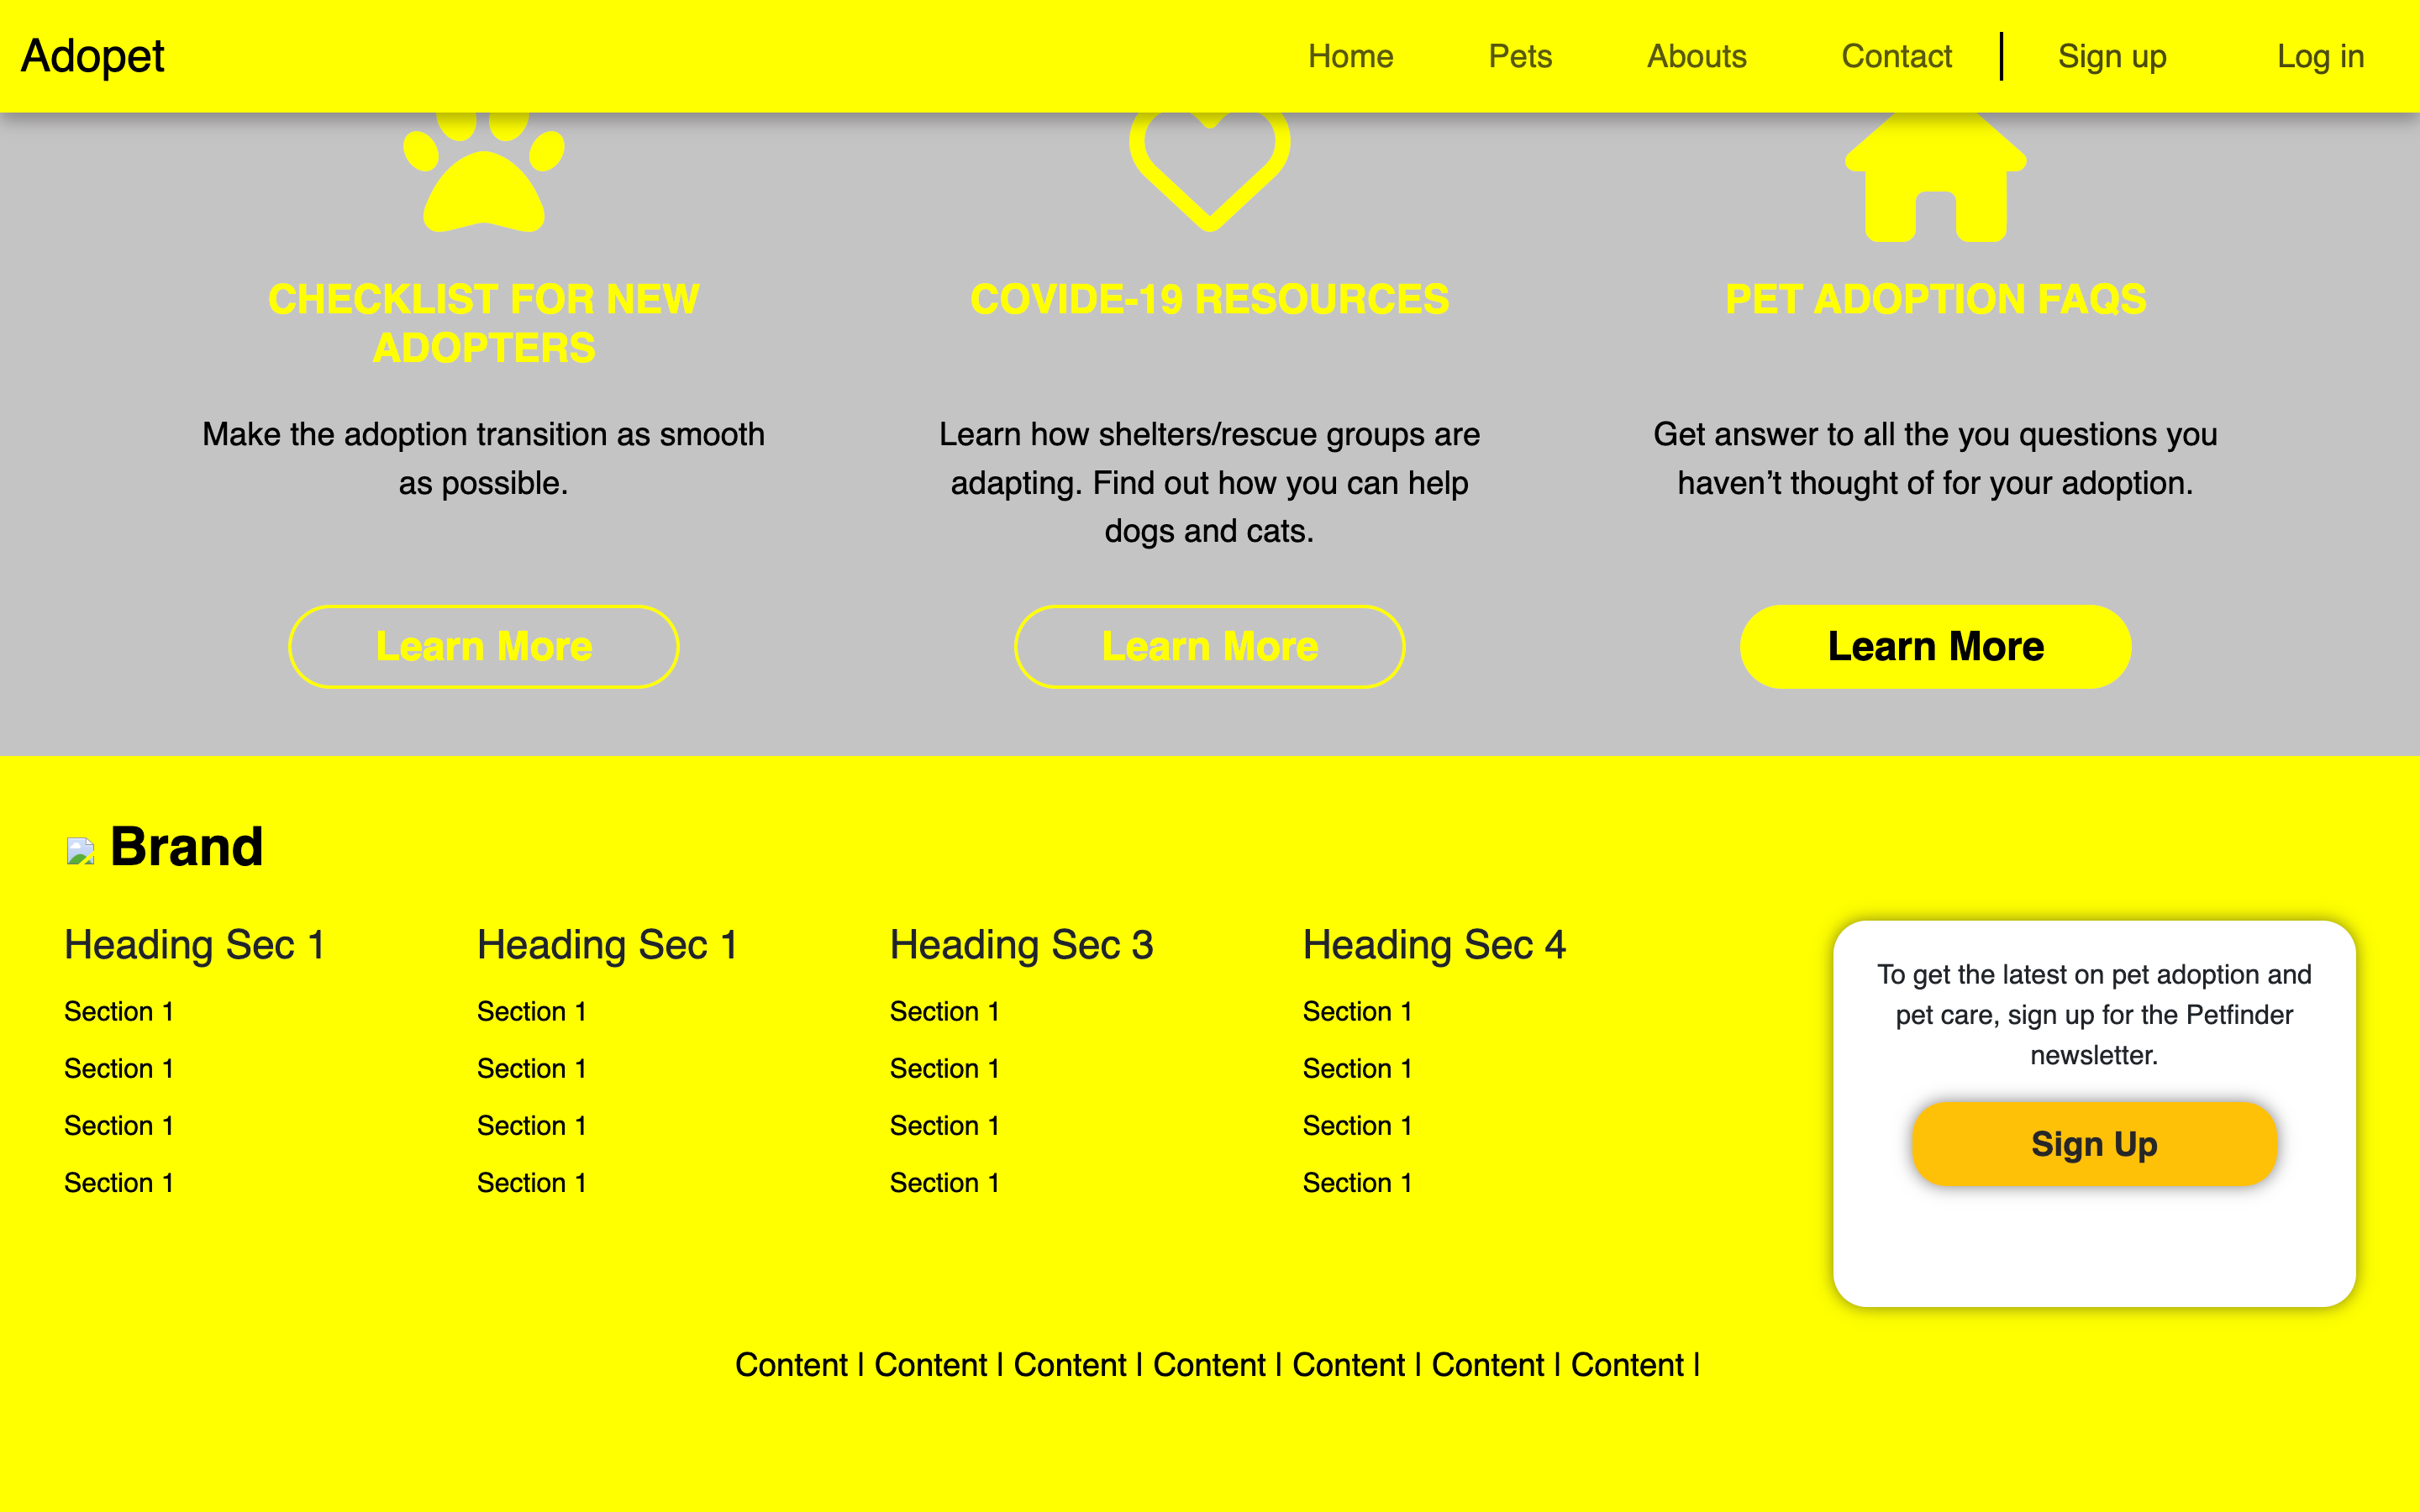 Adopet
Home Pets Abouts Contact Sign up Log in
CHECKLIST FOR NEW
ADOPTERS
Make the adoption transition as smooth
as possible.
Learn More
COVIDE-19 RESOURCES
Learn how shelters/rescue groups are
adapting. Find out how you can help
dogs and cats.
Learn More
PET ADOPTION FAQS
Get answer to all the you questions you
haven’t thought of for your adoption.
Learn More
Brand
Heading Sec 1
Section 1
Section 1
Section 1
Section 1
Heading Sec 1
Section 1
Section 1
Section 1
Section 1
Heading Sec 3
Section 1
Section 1
Section 1
Section 1
Heading Sec 4
Section 1
Section 1
Section 1
Section 1
To get the latest on pet adoption and
pet care, sign up for the Petfinder
newsletter.
Sign Up
Content | Content | Content | Content | Content | Content | Content |